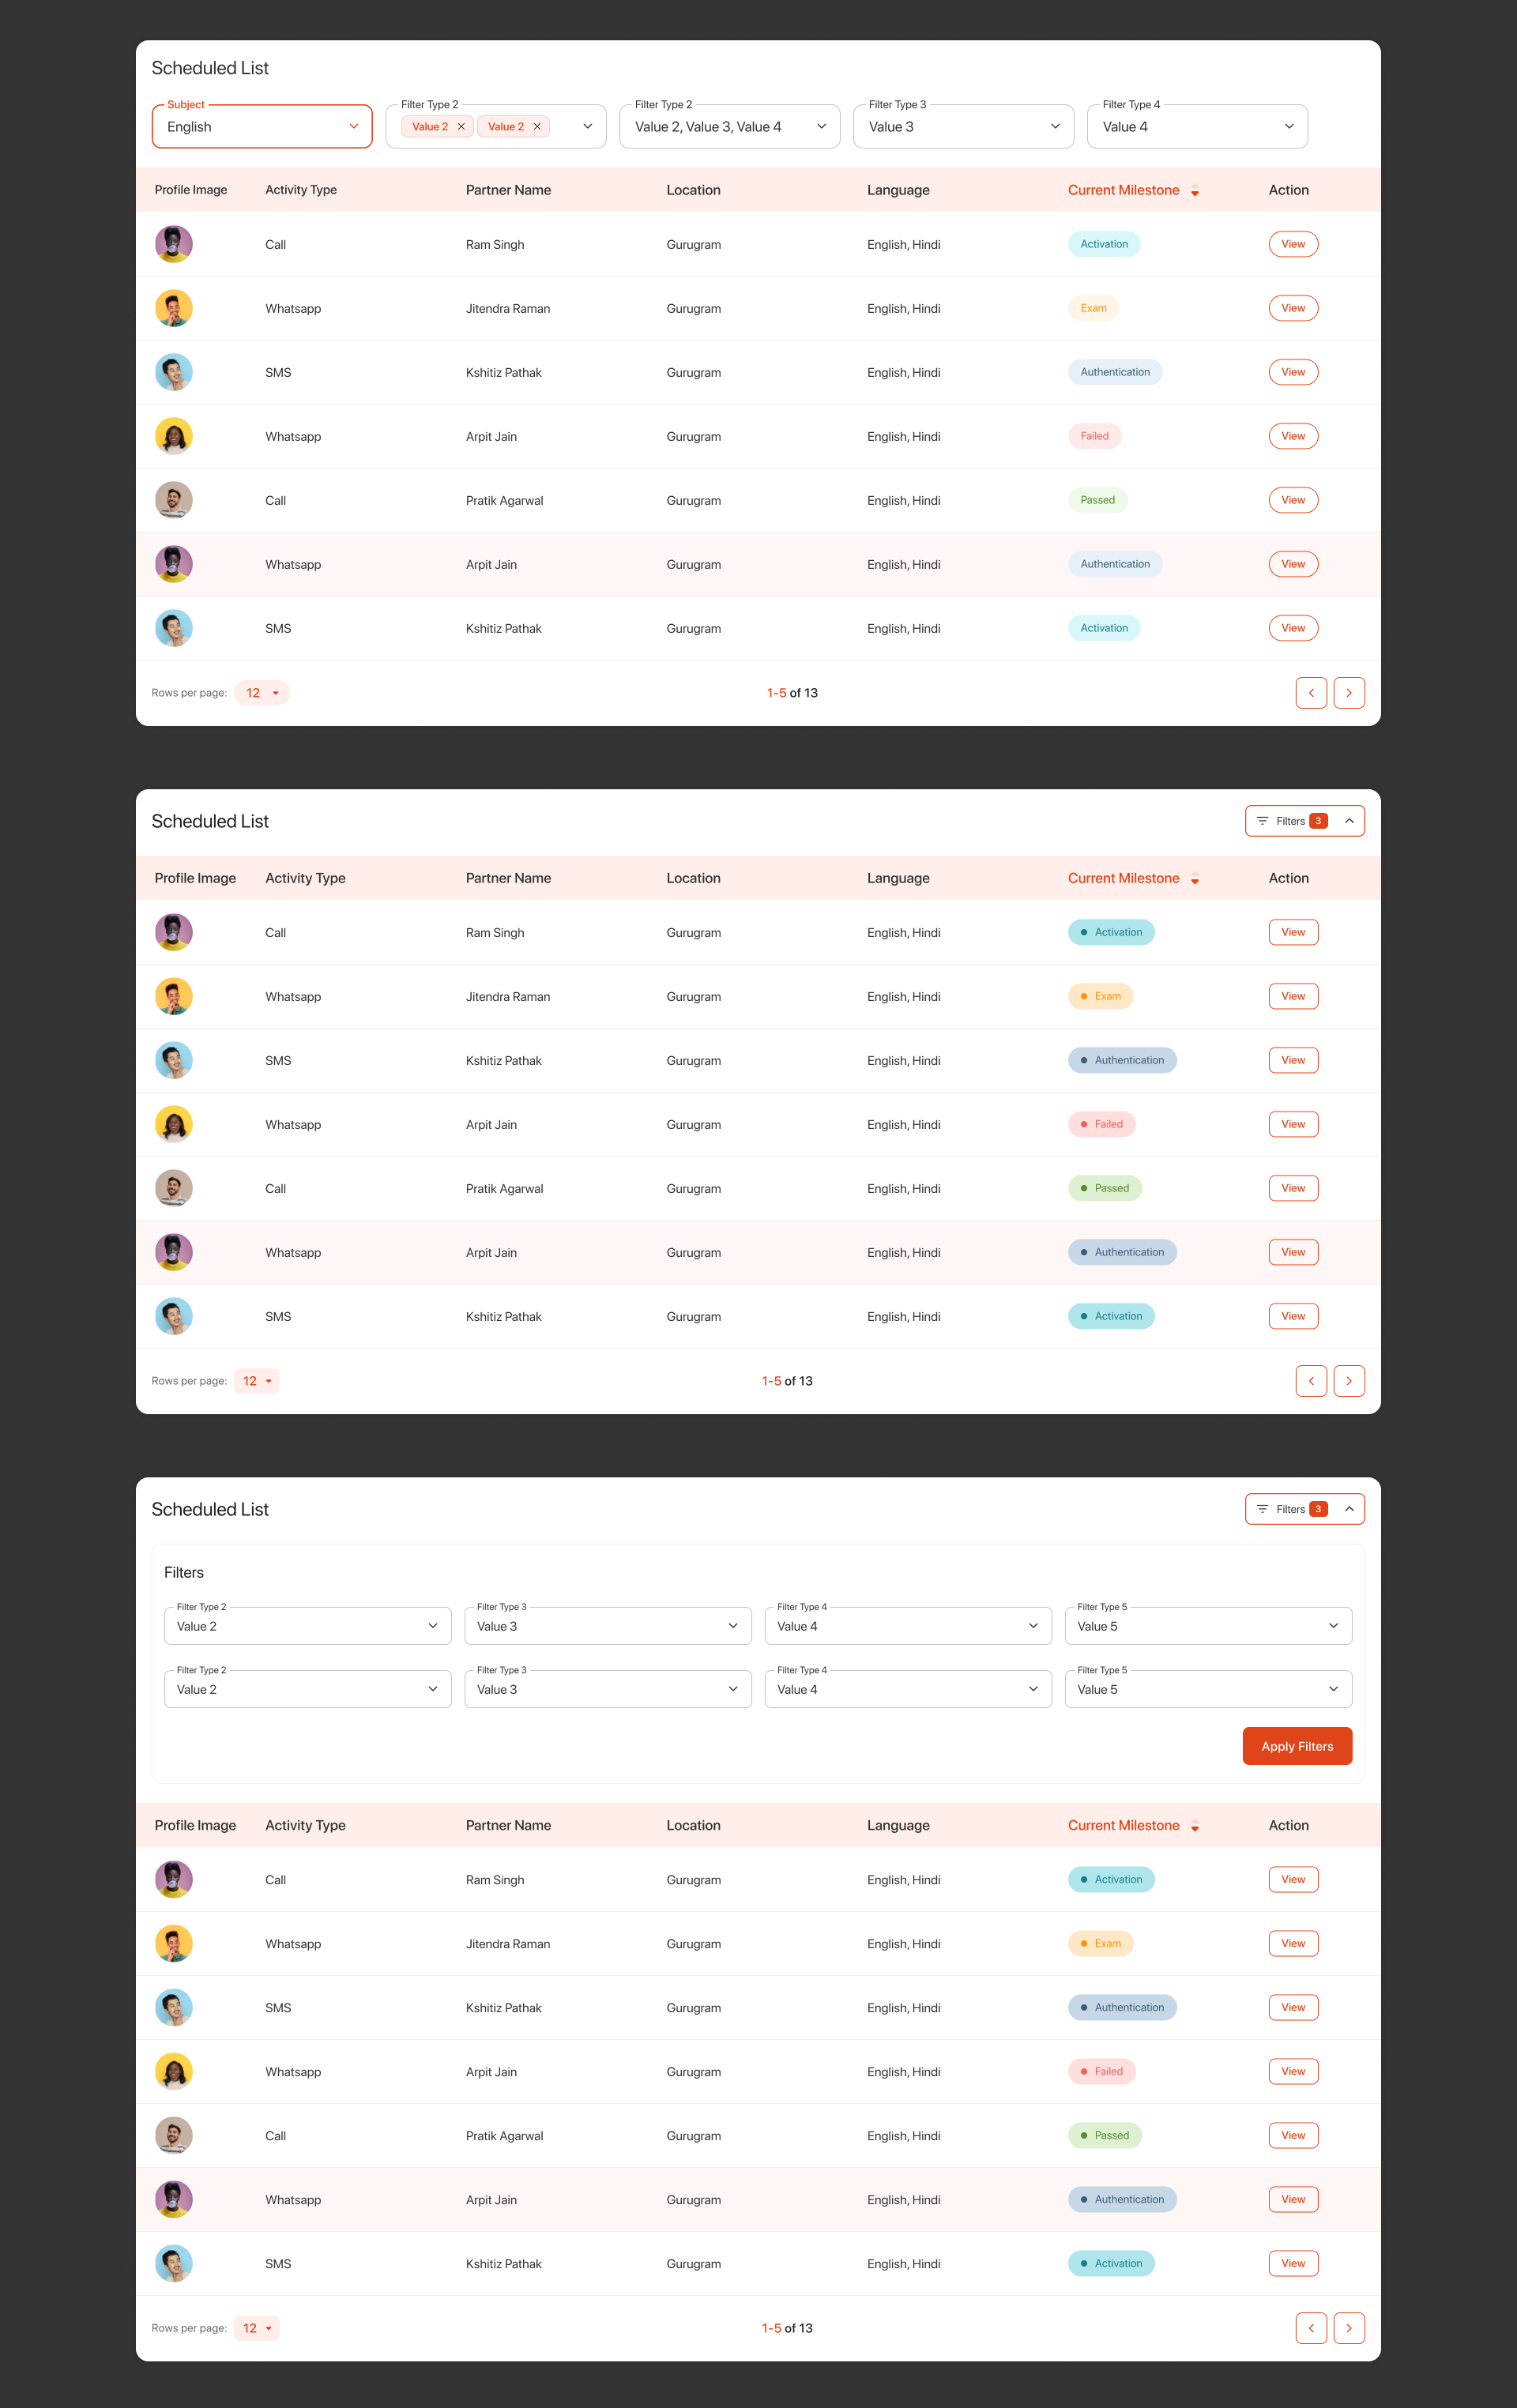 Scheduled List
Subject Filter Type 2 Filter Type 2 Filter Type 3 Filter Type 4
English Value 2 Value 2 Value 2, Value 3, Value 4 Value 3 Value 4
Profile Image Activity Type Partner Name Location Language Current Milestone Action
Call Ram Singh Gurugram English, Hindi Activation View
Whatsapp Jitendra Raman Gurugram English, Hindi Exam View
SMS Kshitiz Pathak Gurugram English, Hindi Authentication View
Whatsapp Arpit Jain Gurugram English, Hindi Failed View
Call Pratik Agarwal Gurugram English, Hindi Passed View
Whatsapp Arpit Jain Gurugram English, Hindi Authentication View
SMS Kshitiz Pathak Gurugram English, Hindi Activation View
Rows per page: 12 1-5 of 13
Scheduled List Filters 3
Profile Image Activity Type Partner Name Location Language Current Milestone Action
Call Ram Singh Gurugram English, Hindi Activation View
Whatsapp Jitendra Raman Gurugram English, Hindi Exam View
SMS Kshitiz Pathak Gurugram English, Hindi Authentication View
Whatsapp Arpit Jain Gurugram English, Hindi Failed View
Call Pratik Agarwal Gurugram English, Hindi Passed View
Whatsapp Arpit Jain Gurugram English, Hindi Authentication View
SMS Kshitiz Pathak Gurugram English, Hindi Activation View
Rows per page: 12 1-5 of 13
Scheduled List Filters 3
Filters
Filter Type 2 Filter Type 3 Filter Type 4 Filter Type 5
Value 2 Value 3 Value 4 Value 5
Filter Type 2 Filter Type 3 Filter Type 4 Filter Type 5
Value 2 Value 3 Value 4 Value 5
Apply Filters
Profile Image Activity Type Partner Name Location Language Current Milestone Action
Call Ram Singh Gurugram English, Hindi Activation View
Whatsapp Jitendra Raman Gurugram English, Hindi Exam View
SMS Kshitiz Pathak Gurugram English, Hindi Authentication View
Whatsapp Arpit Jain Gurugram English, Hindi Failed View
Call Pratik Agarwal Gurugram English, Hindi Passed View
Whatsapp Arpit Jain Gurugram English, Hindi Authentication View
SMS Kshitiz Pathak Gurugram English, Hindi Activation View
Rows per page: 12 1-5 of 13